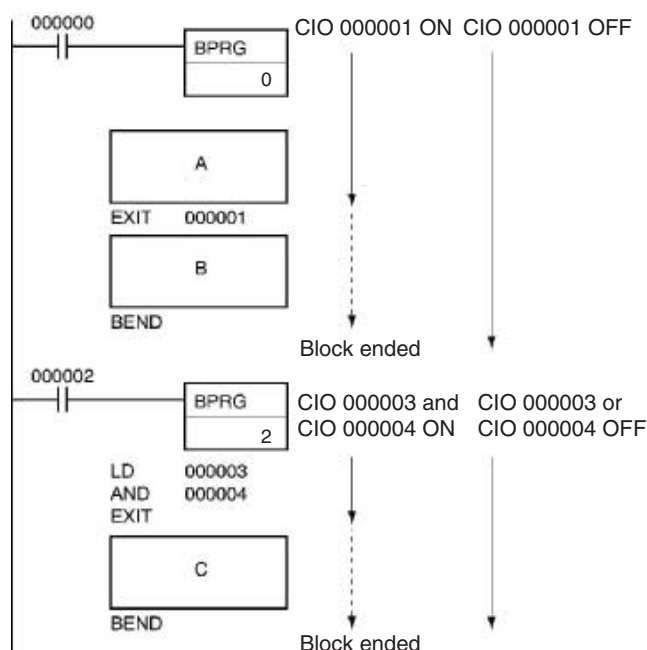 000000
BPRG
0
CIO 000001 ON CIO 000001 OFF
A
EXIT 000001
B
BEND
Block ended
000002
BPRG
2
CIO 000003 and
CIO 000004 ON
CIO 000003 or
CIO 000004 OFF
LD 000003
AND 000004
EXIT
C
BEND
Block ended